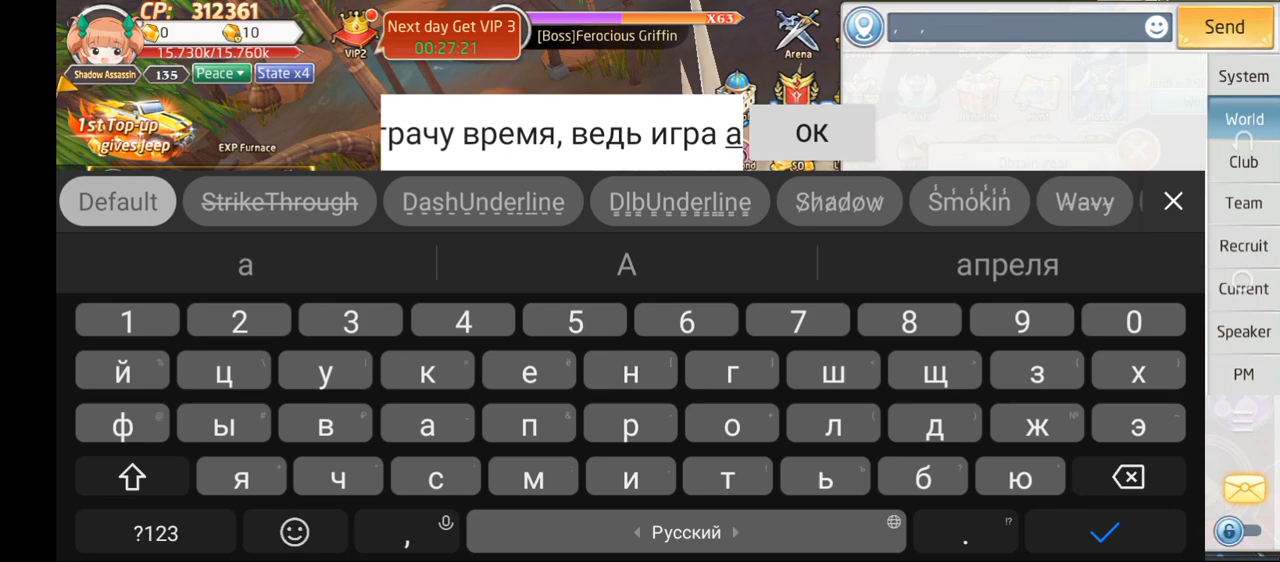 CP: 312361
0
10
15.730k/15.760k
Shadow Assassin
135
Peace
State x4
VIP2
Next day Get VIP 3
00:27:21
X63
[Boss]Ferocious Griffin
Arena
, ,
Send
1st Top-up
gives Jeep
EXP Furnace
трачу время, ведь игра а
ОК
System
World
Club
Team
Recruit
Current
Speaker
PM
Default
StrikeThrough
DashUnderline
DlbUnderline
Shadow
Smokin
Wavy
а
А
апреля
1 2 3 4 5 6 7 8 9 0
й ц у к е н г ш щ з х
ф ы в а п р о л д ж э
я ч с м и т ь б ю
?123
,
Русский
.
!?